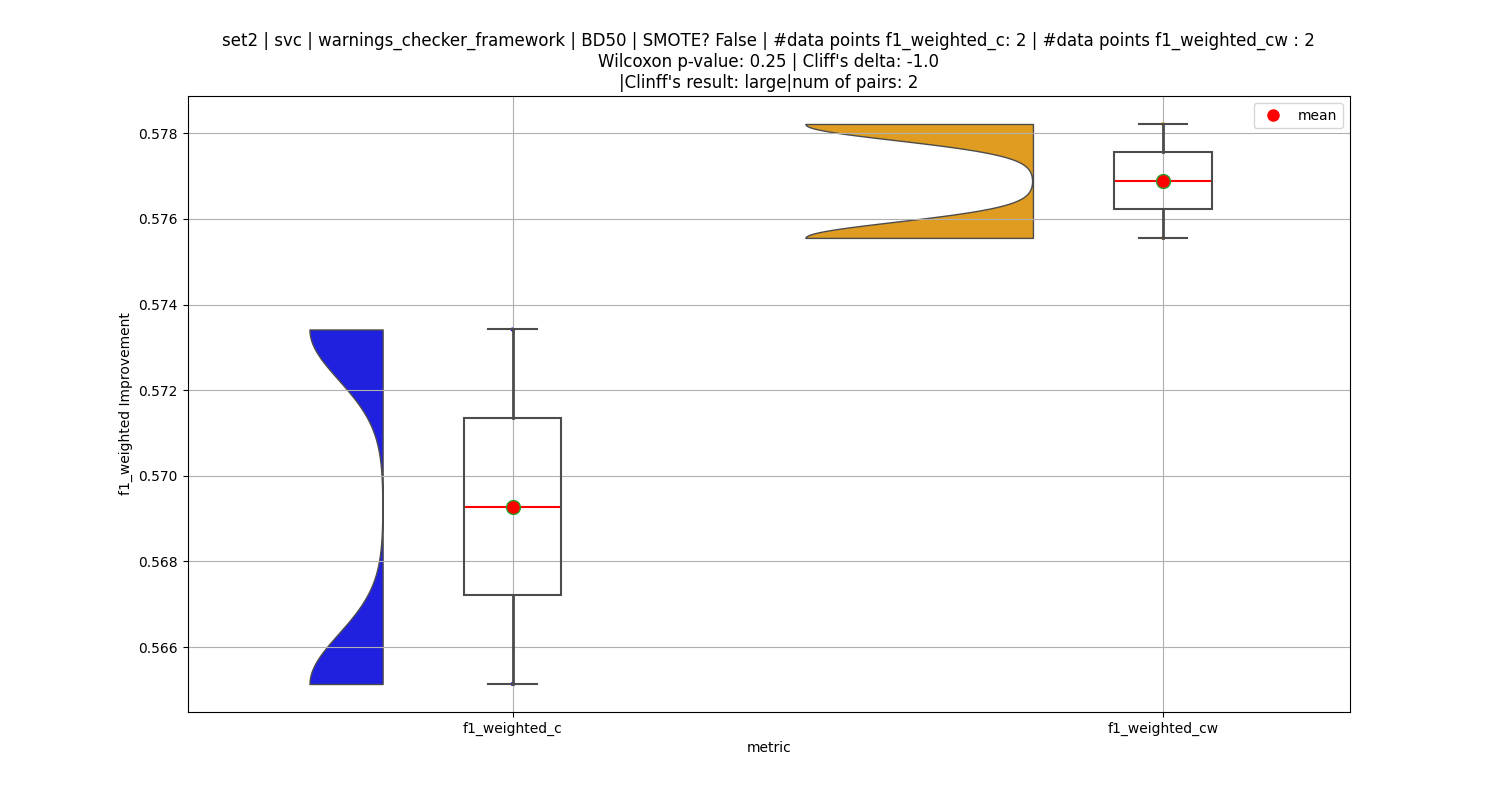 set2 | svc | warnings_checker_framework | BD50 | SMOTE? False | #data points f1_weighted_c: 2 | #data points f1_weighted_cw : 2
Wilcoxon p-value: 0.25 | Cliff's delta: -1.0
|Clinff's result: large|num of pairs: 2
mean
0.578
0.576
0.574
0.572
0.570
0.568
0.566
f1_weighted Improvement
f1_weighted_c
f1_weighted_cw
metric